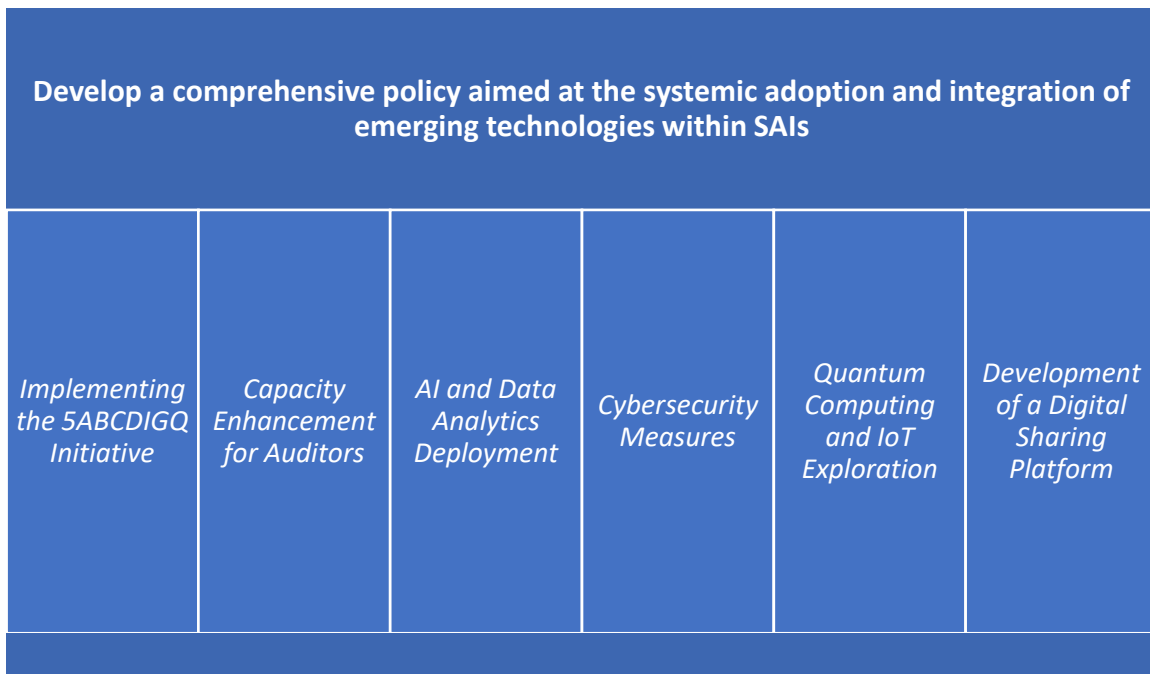 Develop a comprehensive policy aimed at the systemic adoption and integration of
emerging technologies within SAIs
Implementing
the 5ABCDIGQ
Initiative
Capacity
Enhancement
for Auditors
AI and Data
Analytics
Deployment
Cybersecurity
Measures
Quantum
Computing
and IoT
Exploration
Development
of a Digital
Sharing
Platform